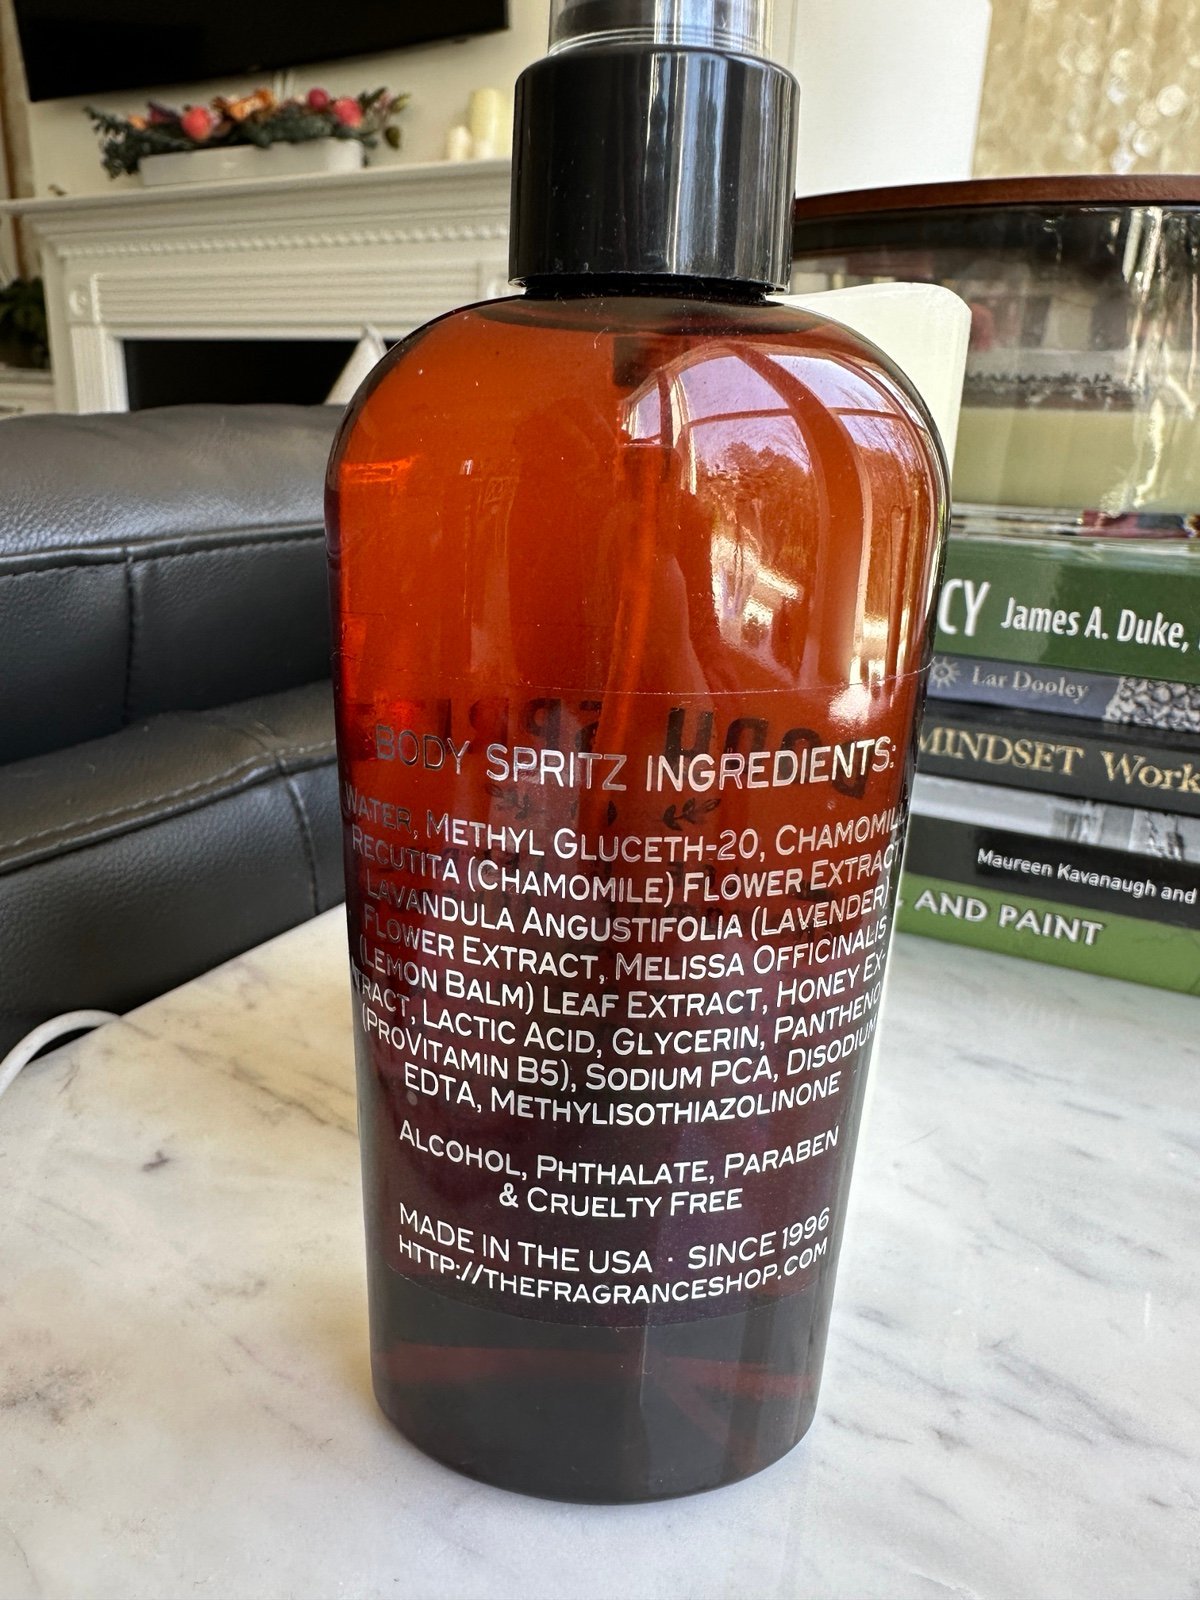 BODY SPRITZ INGREDIENTS:
WATER, METHYL GLUCETH-20, CHAMOMILL
RECUTITA (CHAMOMILE) FLOWER EXTRACT,
LAVANDULA ANGUSTIFOLIA (LAVENDER)
FLOWER EXTRACT, MELISSA OFFICINALIS
(LEMON BALM) LEAF EXTRACT, HONEY EX-
TRACT, LACTIC ACID, GLYCERIN, PANTHENO
(PROVITAMIN B5), SODIUM PCA, DISODIUM
EDTA, METHYLISOTHIAZOLINONE
ALCOHOL, PHTHALATE, PARABEN
& CRUELTY FREE
MADE IN THE USA · SINCE 1996
HTTP://THEFRAGRANCESHOP.COM
CY James A. Duke,
Lar Dooley
MINDSET Work
Maureen Kavanaugh and
AND PAINT